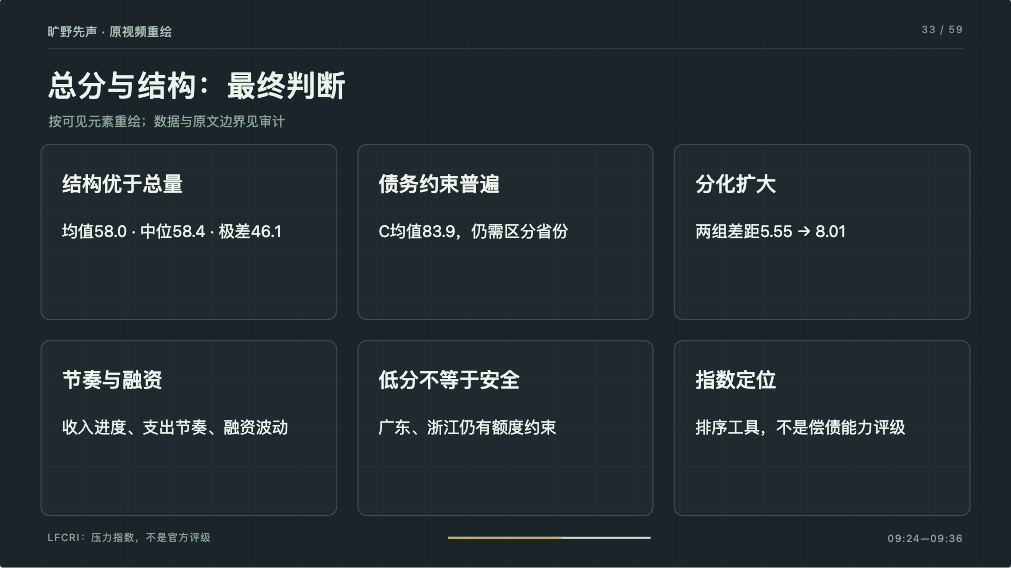 旷野先声 · 原视频重绘
33 / 59
总分与结构：最终判断
按可见元素重绘；数据与原文边界见审计
结构优于总量
均值58.0 · 中位58.4 · 极差46.1
债务约束普遍
C均值83.9，仍需区分省份
分化扩大
两组差距5.55 → 8.01
节奏与融资
收入进度、支出节奏、融资波动
低分不等于安全
广东、浙江仍有额度约束
指数定位
排序工具，不是偿债能力评级
LFCRI：压力指数，不是官方评级
09:24—09:36